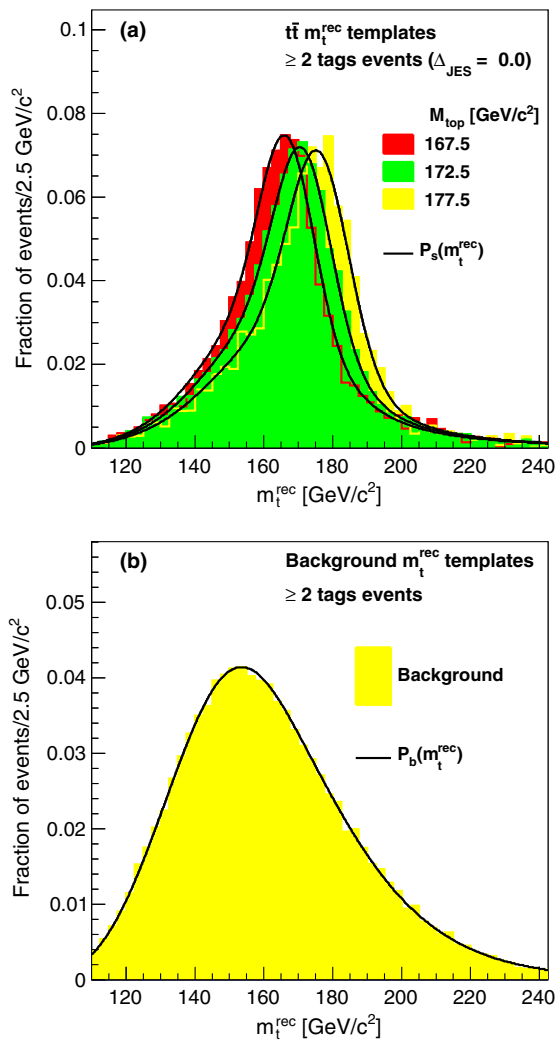 (a)
tt̄ m_t^rec templates
≥ 2 tags events (Δ_JES = 0.0)
M_top [GeV/c²]
167.5
172.5
177.5
P_s(m_t^rec)
Fraction of events/2.5 GeV/c²
0.1
0.08
0.06
0.04
0.02
0
120 140 160 180 200 220 240
m_t^rec [GeV/c²]
(b)
Background m_t^rec templates
≥ 2 tags events
Background
P_b(m_t^rec)
Fraction of events/2.5 GeV/c²
0.05
0.04
0.03
0.02
0.01
0
120 140 160 180 200 220 240
m_t^rec [GeV/c²]